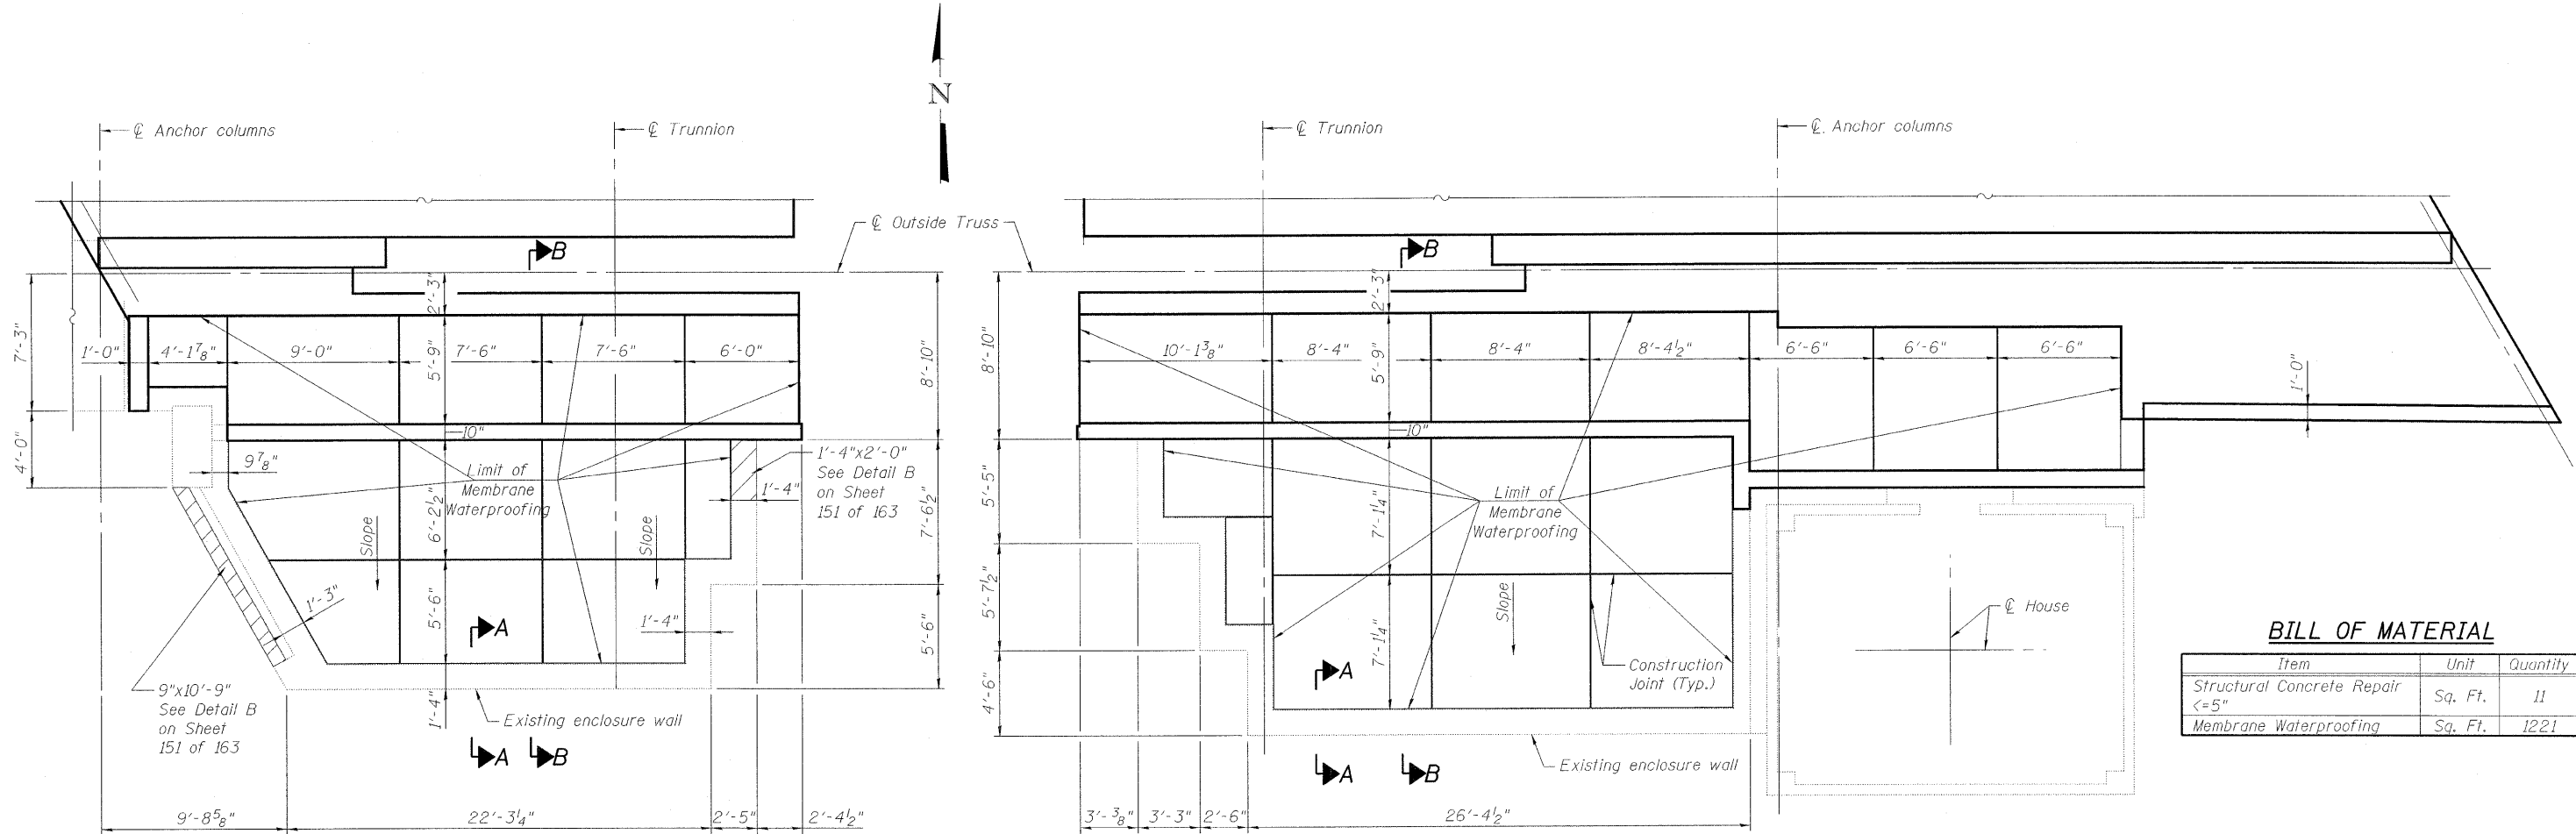 N
℄ Anchor columns
℄ Trunnion
℄ Trunnion
℄ Anchor columns
℄ Outside Truss
B
B
2'-3"
2'-3"
7'-3"
1'-0"
4'-1⅞"
9'-0"
5'-9"
7'-6"
7'-6"
6'-0"
8'-10"
8'-10"
10'-1⅜"
8'-4"
5'-9"
8'-4"
8'-4½"
6'-6"
6'-6"
6'-6"
1'-0"
10"
10"
4'-0"
9⅞"
Limit of
Membrane
Waterproofing
6'-2½"
Slope
Slope
1'-4"x2'-0"
See Detail B
on Sheet
151 of 163
1'-4"
7'-6½"
5'-5"
7'-1¼"
Limit of
Membrane
Waterproofing
5'-7½"
5'-6"
1'-3"
A
1'-4"
5'-6"
7'-1¼"
Slope
℄ House
Construction
Joint (Typ.)
A
4'-6"
9"x10'-9"
See Detail B
on Sheet
151 of 163
1'-4"
Existing enclosure wall
Existing enclosure wall
A
B
A
B
9'-8⅝"
22'-3¼"
2'-5"
2'-4½"
3'-⅜"
3'-3"
2'-6"
26'-4½"
BILL OF MATERIAL
Item Unit Quantity
Structural Concrete Repair
<=5" Sq. Ft. 11
Membrane Waterproofing Sq. Ft. 1221